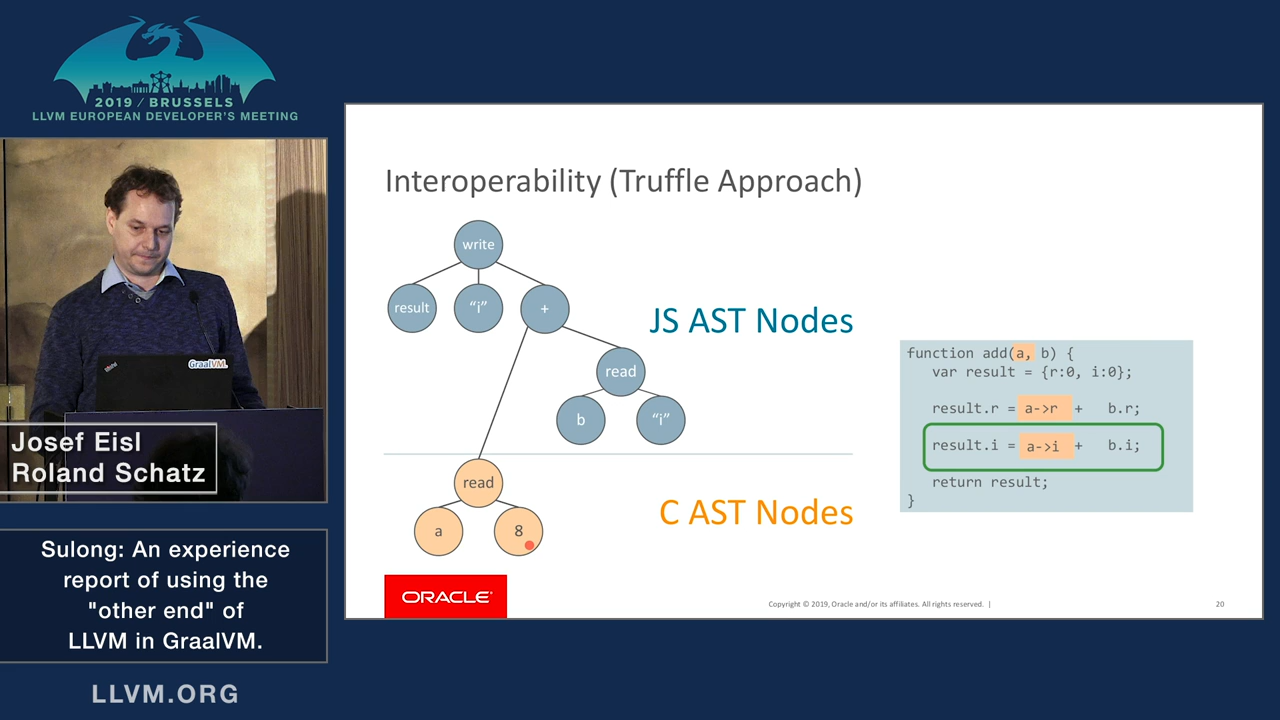 2019 / BRUSSELS
LLVM EUROPEAN DEVELOPER'S MEETING
GraalVM.
Josef Eisl
Roland Schatz
Sulong: An experience
report of using the
"other end" of
LLVM in GraalVM.
LLVM.ORG
Interoperability (Truffle Approach)
write
result
“i”
+
JS AST Nodes
read
b
“i”
read
C AST Nodes
a
8
function add(a, b) {
var result = {r:0, i:0};
result.r = a->r + b.r;
result.i = a->i + b.i;
return result;
}
ORACLE
Copyright © 2019, Oracle and/or its affiliates. All rights reserved. |
20